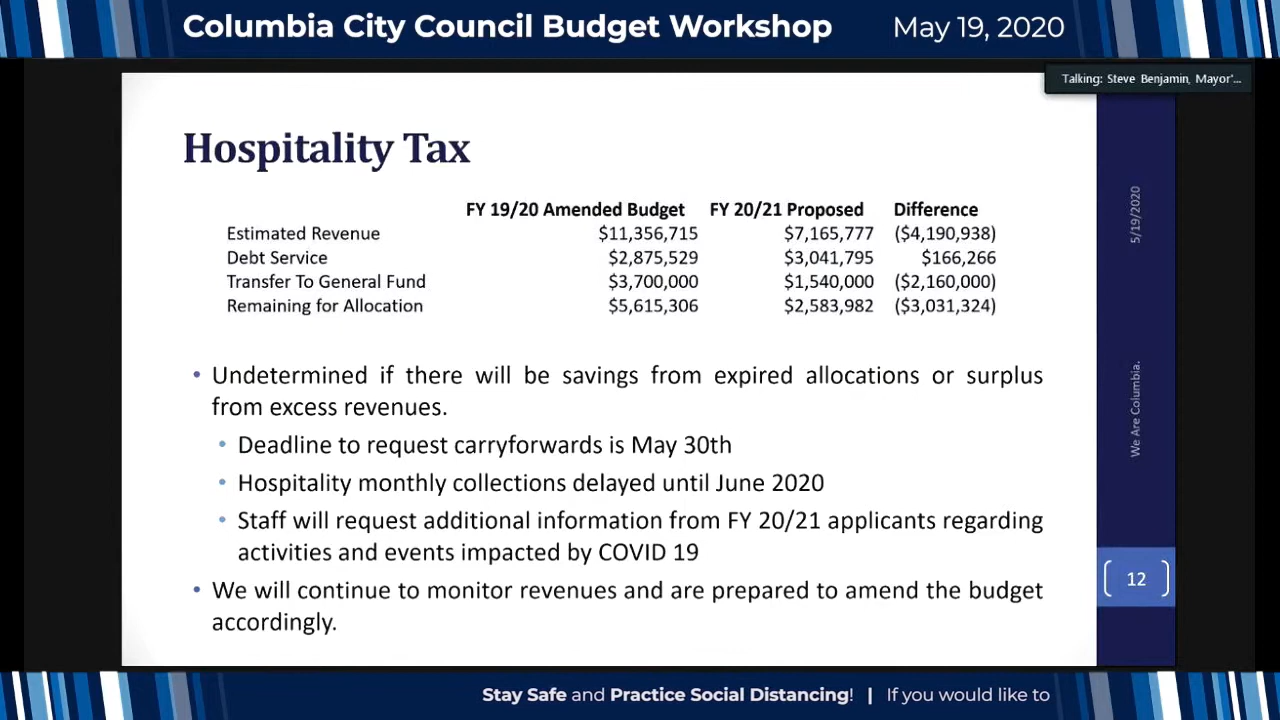 Columbia City Council Budget Workshop May 19, 2020
Talking: Steve Benjamin, Mayor'...
Hospitality Tax
FY 19/20 Amended Budget FY 20/21 Proposed Difference
Estimated Revenue $11,356,715 $7,165,777 ($4,190,938)
Debt Service $2,875,529 $3,041,795 $166,266
Transfer To General Fund $3,700,000 $1,540,000 ($2,160,000)
Remaining for Allocation $5,615,306 $2,583,982 ($3,031,324)
• Undetermined if there will be savings from expired allocations or surplus
from excess revenues.
• Deadline to request carryforwards is May 30th
• Hospitality monthly collections delayed until June 2020
• Staff will request additional information from FY 20/21 applicants regarding
activities and events impacted by COVID 19
• We will continue to monitor revenues and are prepared to amend the budget
accordingly.
5/19/2020
We Are Columbia.
12
Stay Safe and Practice Social Distancing! | If you would like to